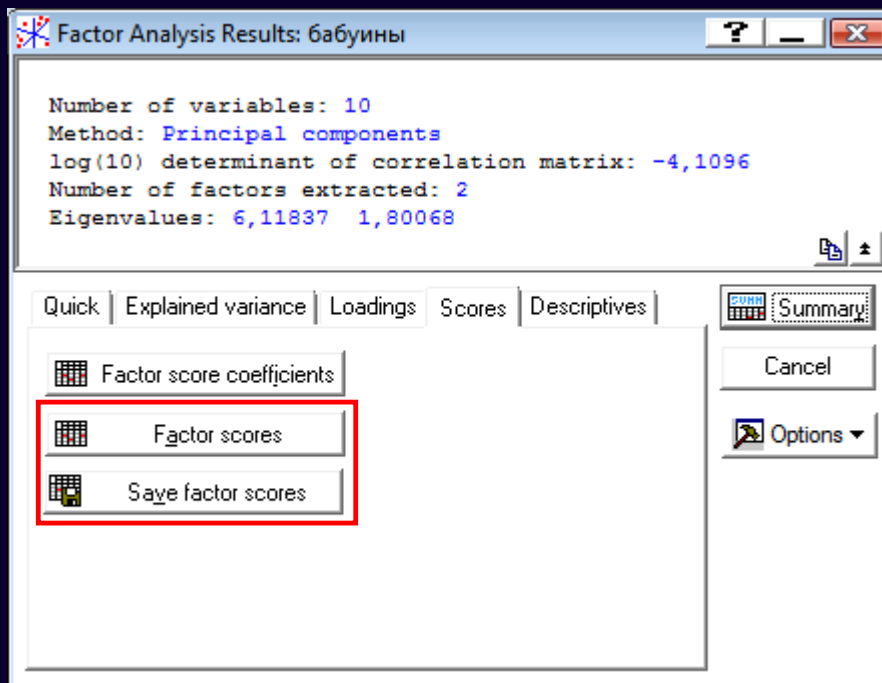 Factor Analysis Results: бабуины
?
Number of variables: 10
Method: Principal components
log(10) determinant of correlation matrix: -4,1096
Number of factors extracted: 2
Eigenvalues: 6,11837 1,80068
Quick Explained variance Loadings Scores Descriptives
SUMM Summary
Factor score coefficients
Cancel
Factor scores
Options
Save factor scores